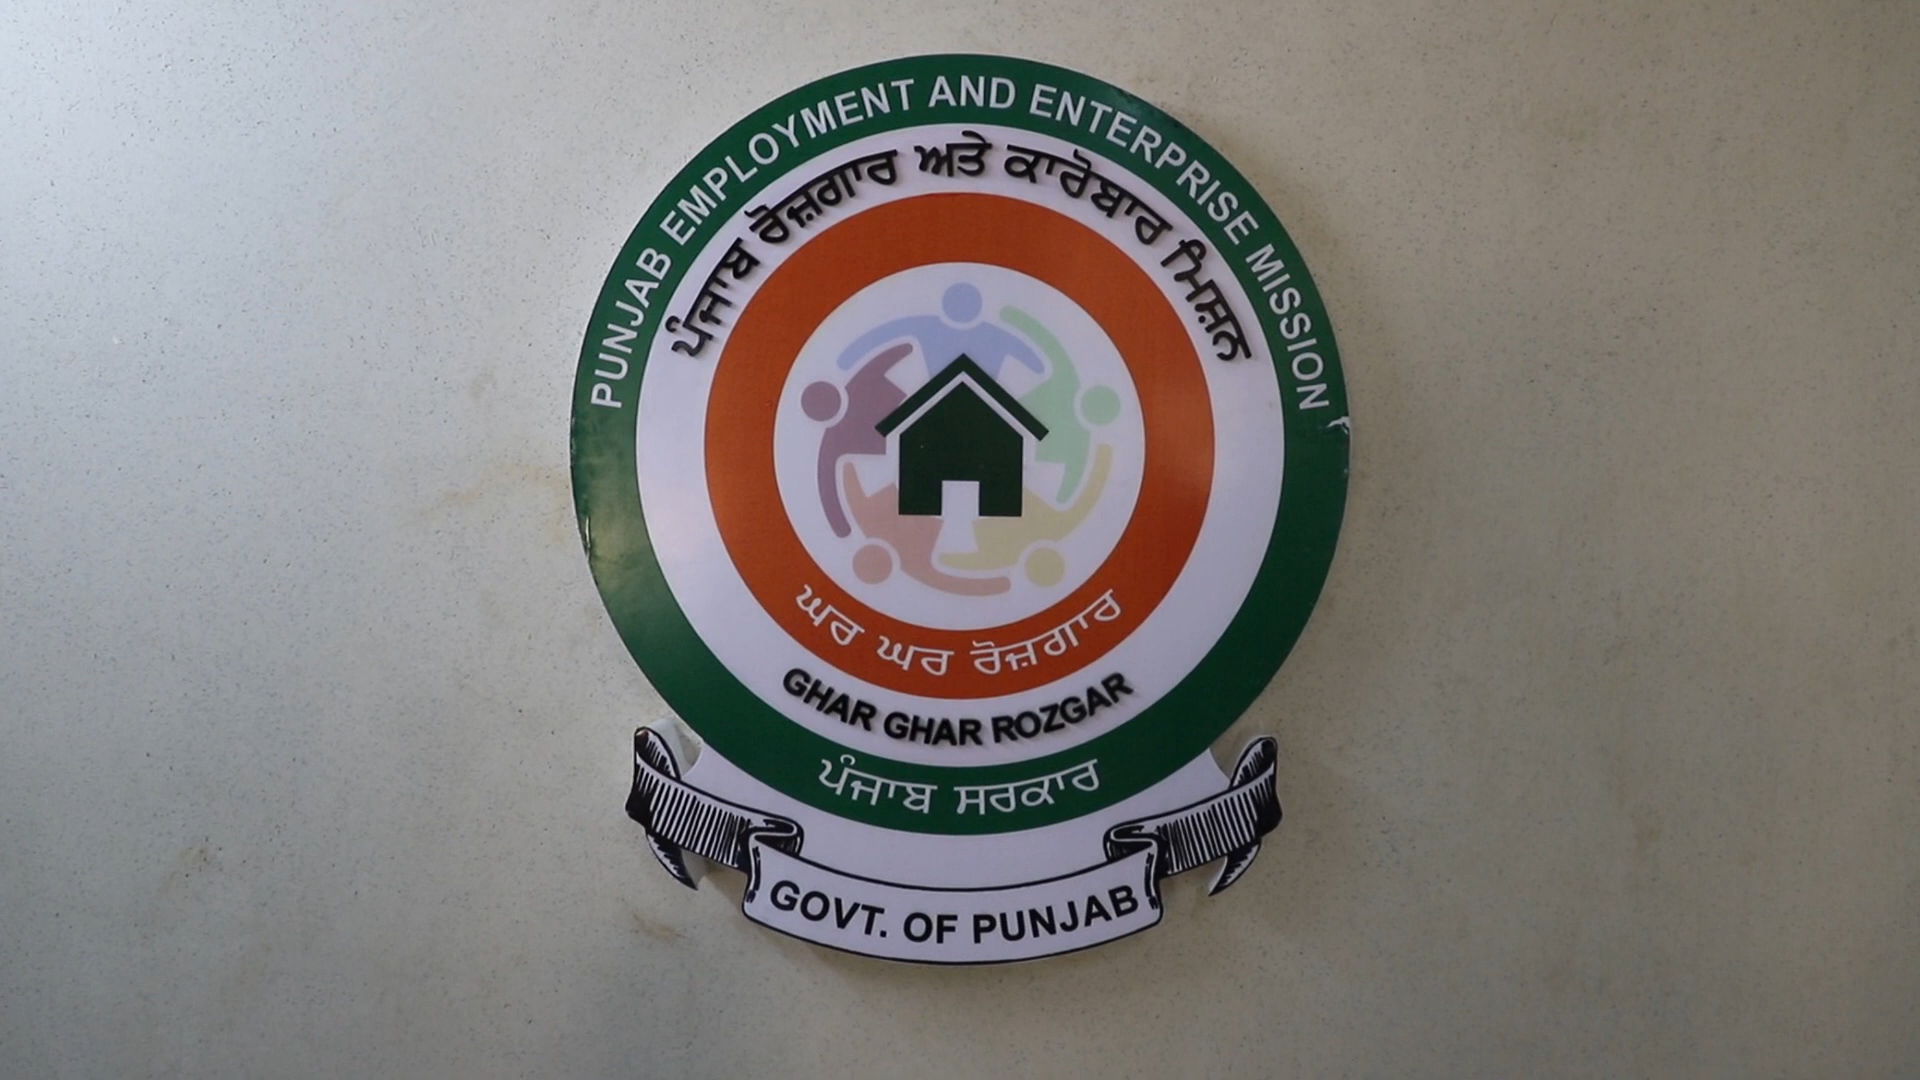 PUNJAB EMPLOYMENT AND ENTERPRISE MISSION
ਪੰਜਾਬ ਰੋਜ਼ਗਾਰ ਅਤੇ ਕਾਰੋਬਾਰ ਮਿਸ਼ਨ
ਘਰ ਘਰ ਰੋਜ਼ਗਾਰ
GHAR GHAR ROZGAR
ਪੰਜਾਬ ਸਰਕਾਰ
GOVT. OF PUNJAB